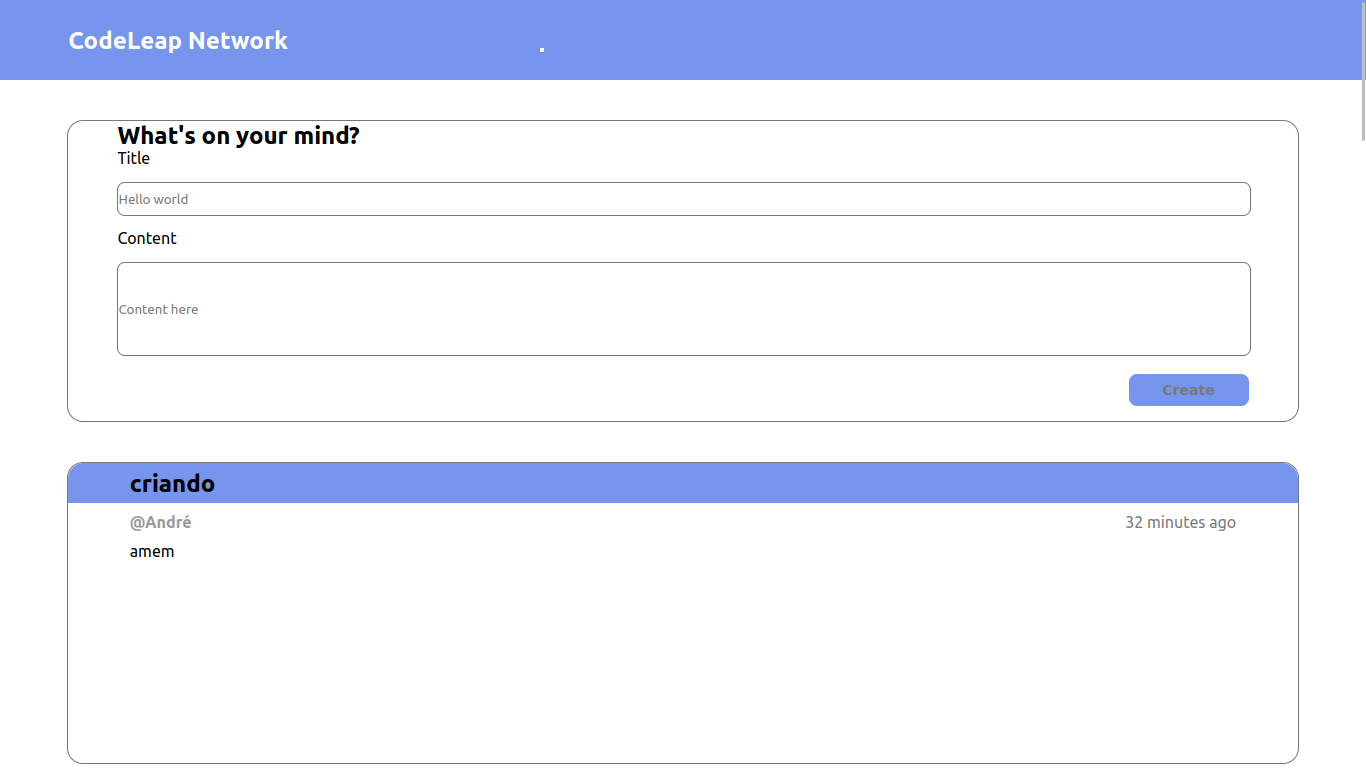 CodeLeap Network
.
What's on your mind?
Title
Hello world
Content
Content here
Create
criando
@André 32 minutes ago
amem